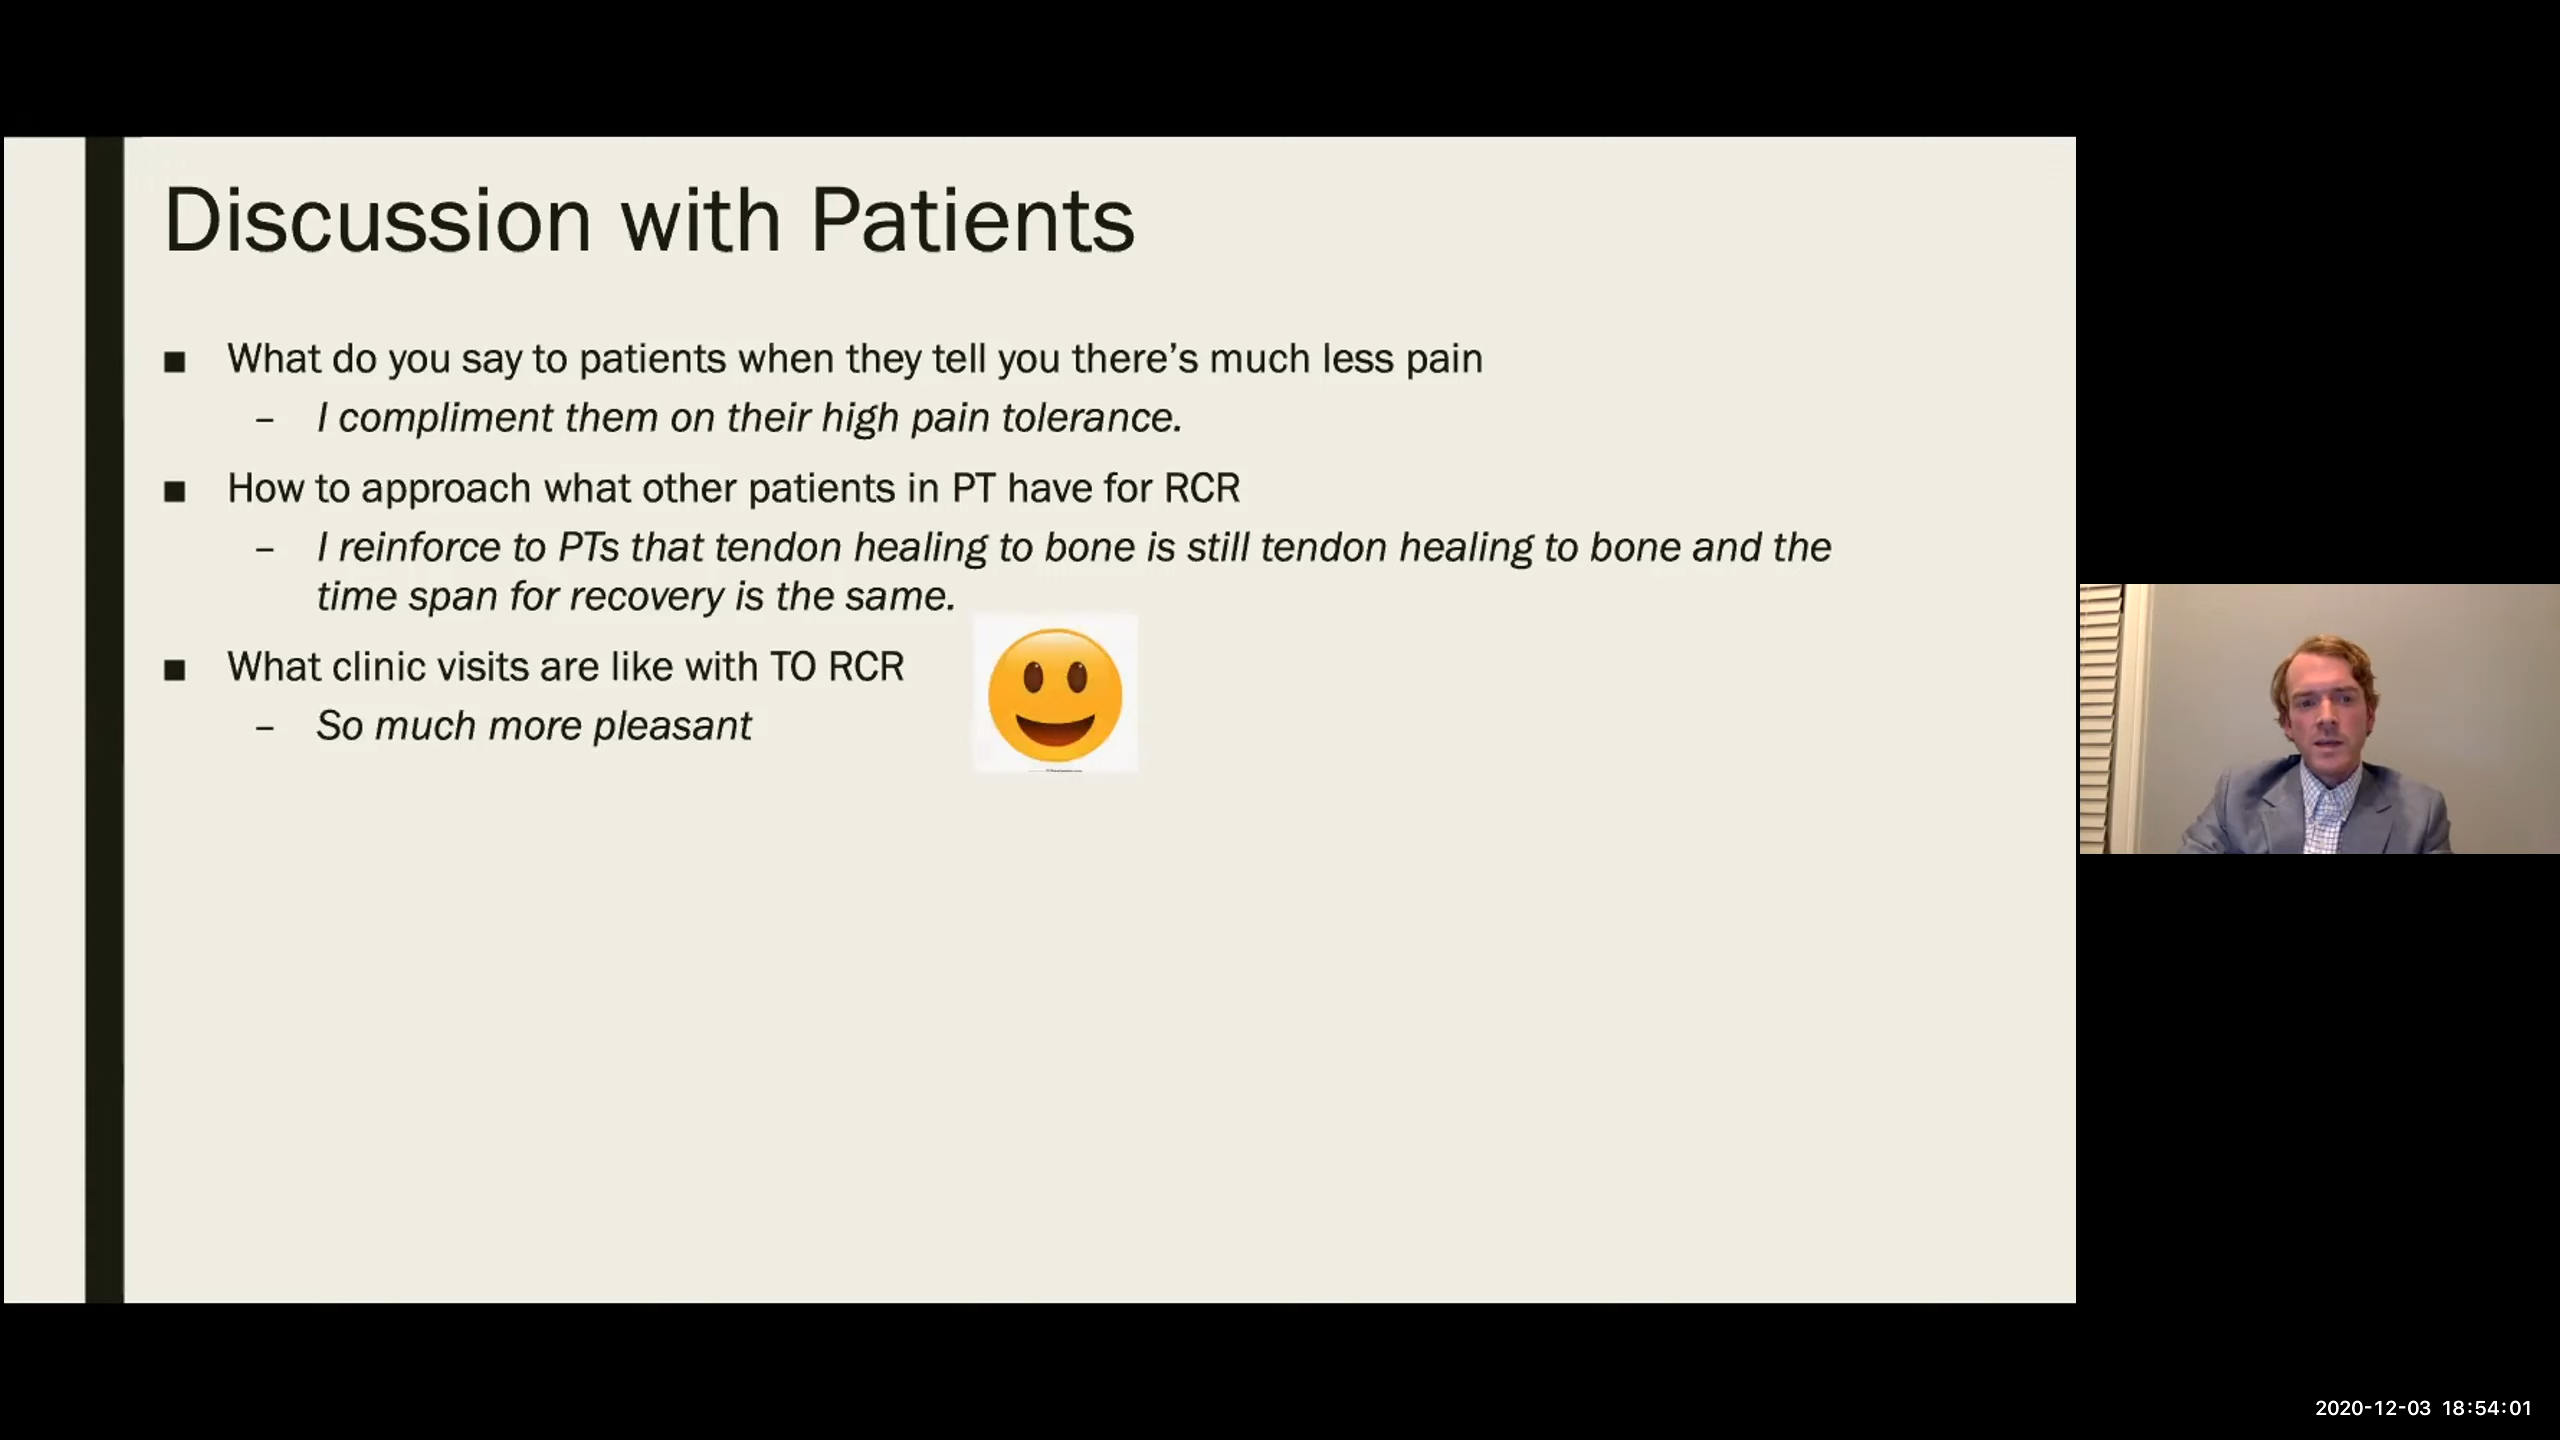 Discussion with Patients
■ What do you say to patients when they tell you there’s much less pain
– I compliment them on their high pain tolerance.
■ How to approach what other patients in PT have for RCR
– I reinforce to PTs that tendon healing to bone is still tendon healing to bone and the
time span for recovery is the same.
■ What clinic visits are like with TO RCR
– So much more pleasant
2020-12-03 18:54:01